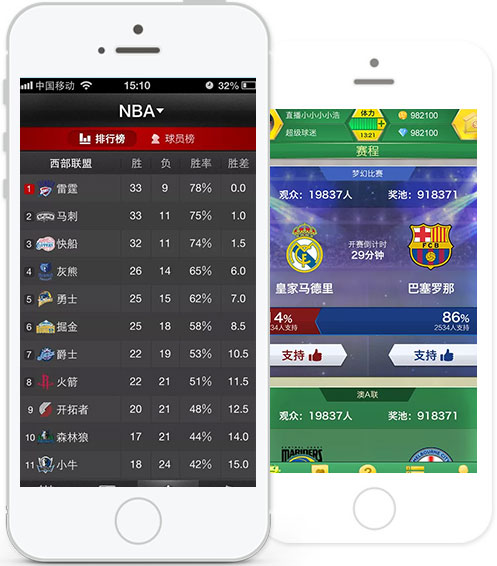 中国移动 15:10 32%
NBA
排行榜 球员榜
西部联盟 胜 负 胜率 胜差
1 雷霆 33 9 78% 0.0
2 马刺 33 11 75% 1.0
3 快船 32 11 74% 1.5
4 灰熊 26 14 65% 6.0
5 勇士 25 15 62% 7.0
6 掘金 25 18 58% 8.5
7 爵士 22 19 53% 10.5
8 火箭 22 21 51% 11.5
9 开拓者 20 21 48% 12.5
10 森林狼 17 21 44% 14.0
11 小牛 18 24 42% 15.0
直播小小小小浩 体力 982100
超级球迷 13:21 982100
赛程
梦幻比赛
观众：19837人 奖池：918371
开赛倒计时
29分钟
FCB
皇家马德里 巴塞罗那
4% 86%
534人支持 2534人支持
支持 支持
澳A联
观众：19837人 奖池：918371
MARINERS MELBOURNE CITY